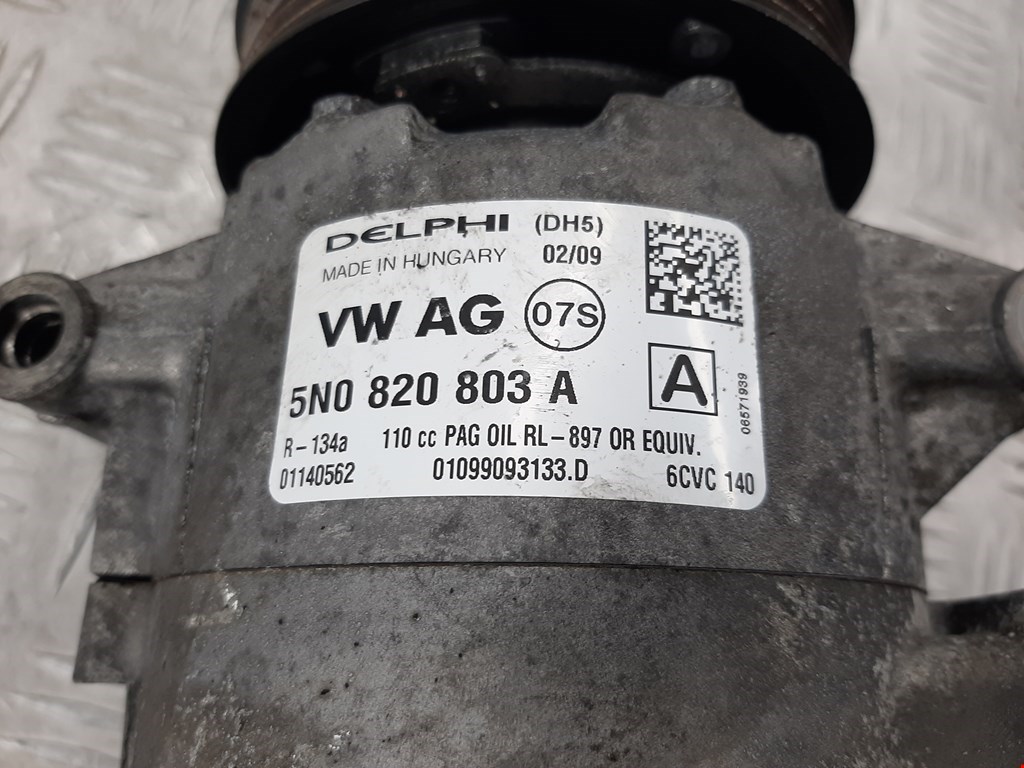 DELPHI (DH5)
MADE IN HUNGARY 02/09
VW AG 07S
5N0 820 803 A A
06571939
R-134a 110 cc PAG OIL RL-897 OR EQUIV.
01140562 01099093133.D 6CVC 140